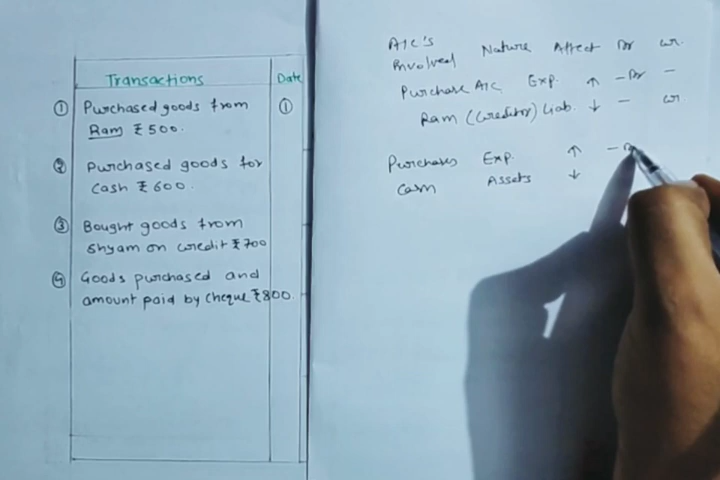 Transactions Date
① Purchased goods from ①
Ram ₹ 500.
② Purchased goods for
cash ₹ 600.
③ Bought goods from
Shyam on credit ₹ 700
④ Goods purchased and
amount paid by cheque ₹800.
A/c's
Involved Nature Affect Dr Cr.
Purchase A/c Exp. ↑ - Dr -
Ram (Creditor) Liab. ↓ - Cr
Purchases Exp. ↑ - D
Cash Assets ↓